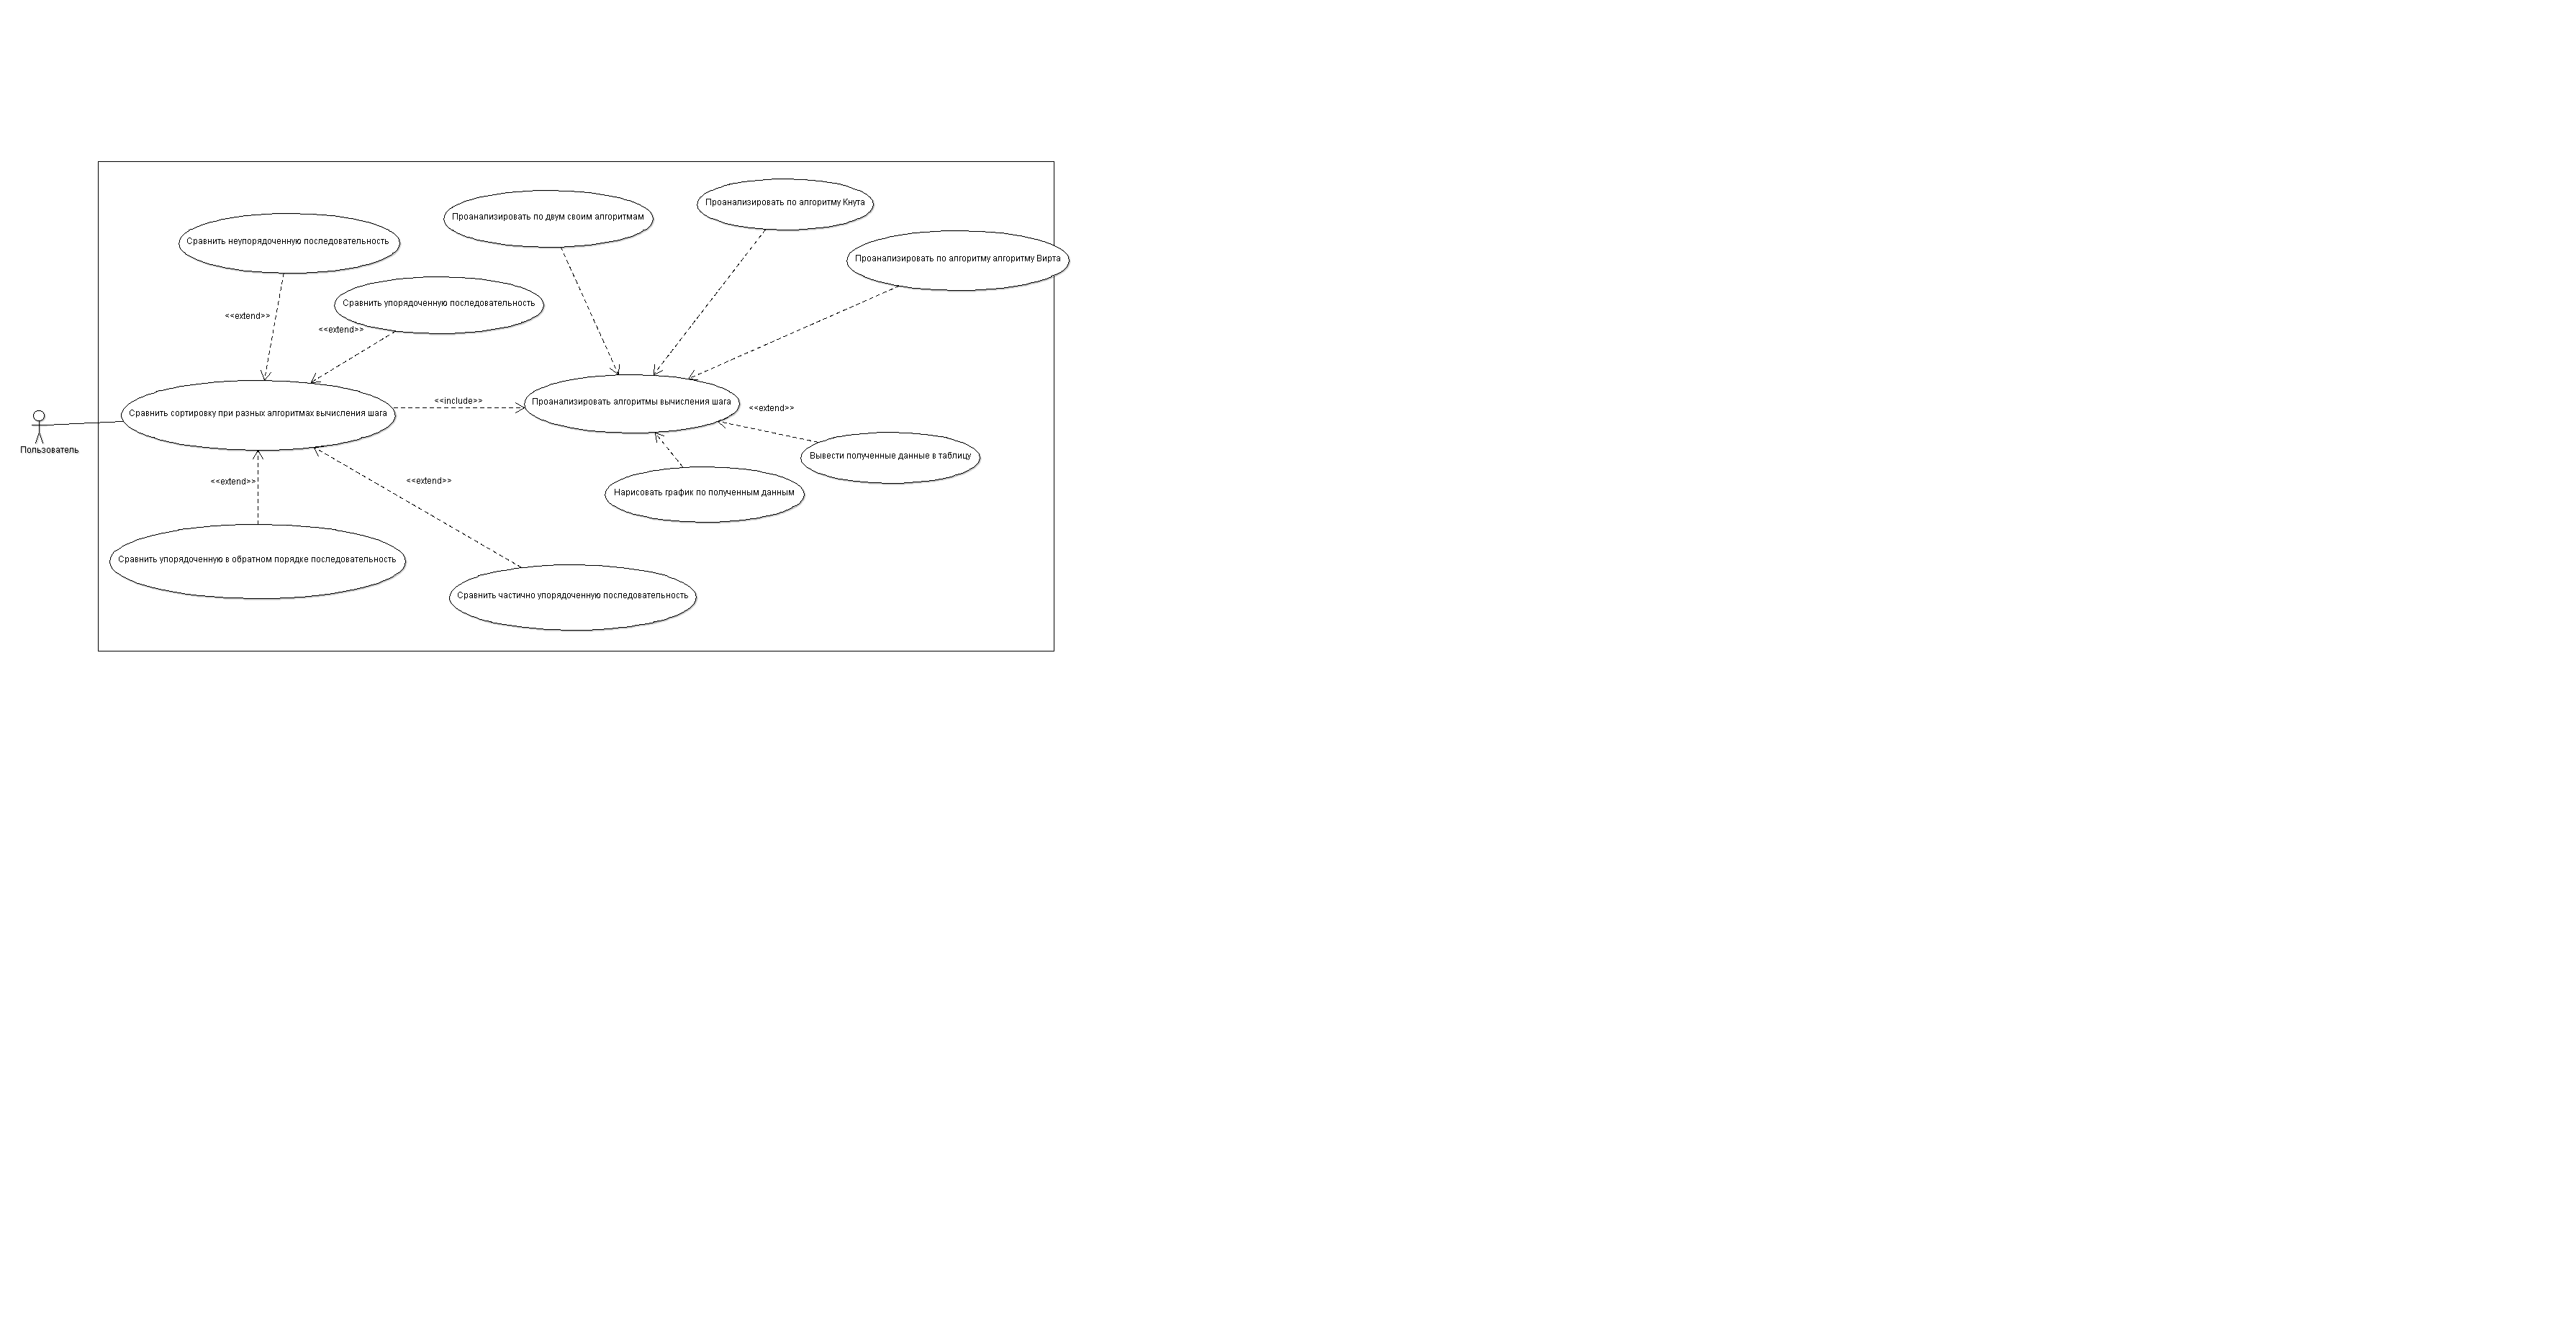 Проанализировать по алгоритму Кнута
Проанализировать по двум своим алгоритмам
Сравнить неупорядоченную последовательность
Проанализировать по алгоритму алгоритму Вирта
Сравнить упорядоченную последовательность
<<extend>>
<<extend>>
<<include>>
Проанализировать алгоритмы вычисления шага
<<extend>>
Сравнить сортировку при разных алгоритмах вычисления шага
Пользователь
Вывести полученные данные в таблицу
<<extend>>
<<extend>>
Нарисовать график по полученным данным
Сравнить упорядоченную в обратном порядке последовательность
Сравнить частично упорядоченную последовательность